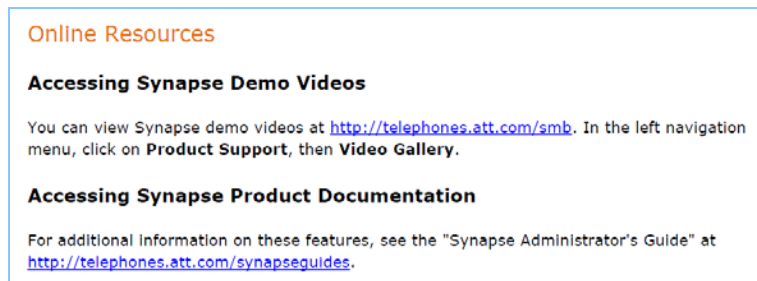 Online Resources
Accessing Synapse Demo Videos
You can view Synapse demo videos at http://telephones.att.com/smb. In the left navigation
menu, click on Product Support, then Video Gallery.
Accessing Synapse Product Documentation
For additional information on these features, see the "Synapse Administrator's Guide" at
http://telephones.att.com/synapseguides.